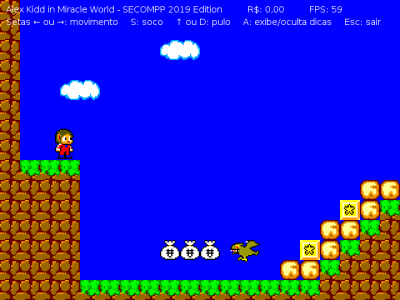 Alex Kidd in Miracle World - SECOMPP 2019 Edition R$: 0,00 FPS: 59
Setas ← ou →: movimento S: soco ↑ ou D: pulo A: exibe/oculta dicas Esc: sair